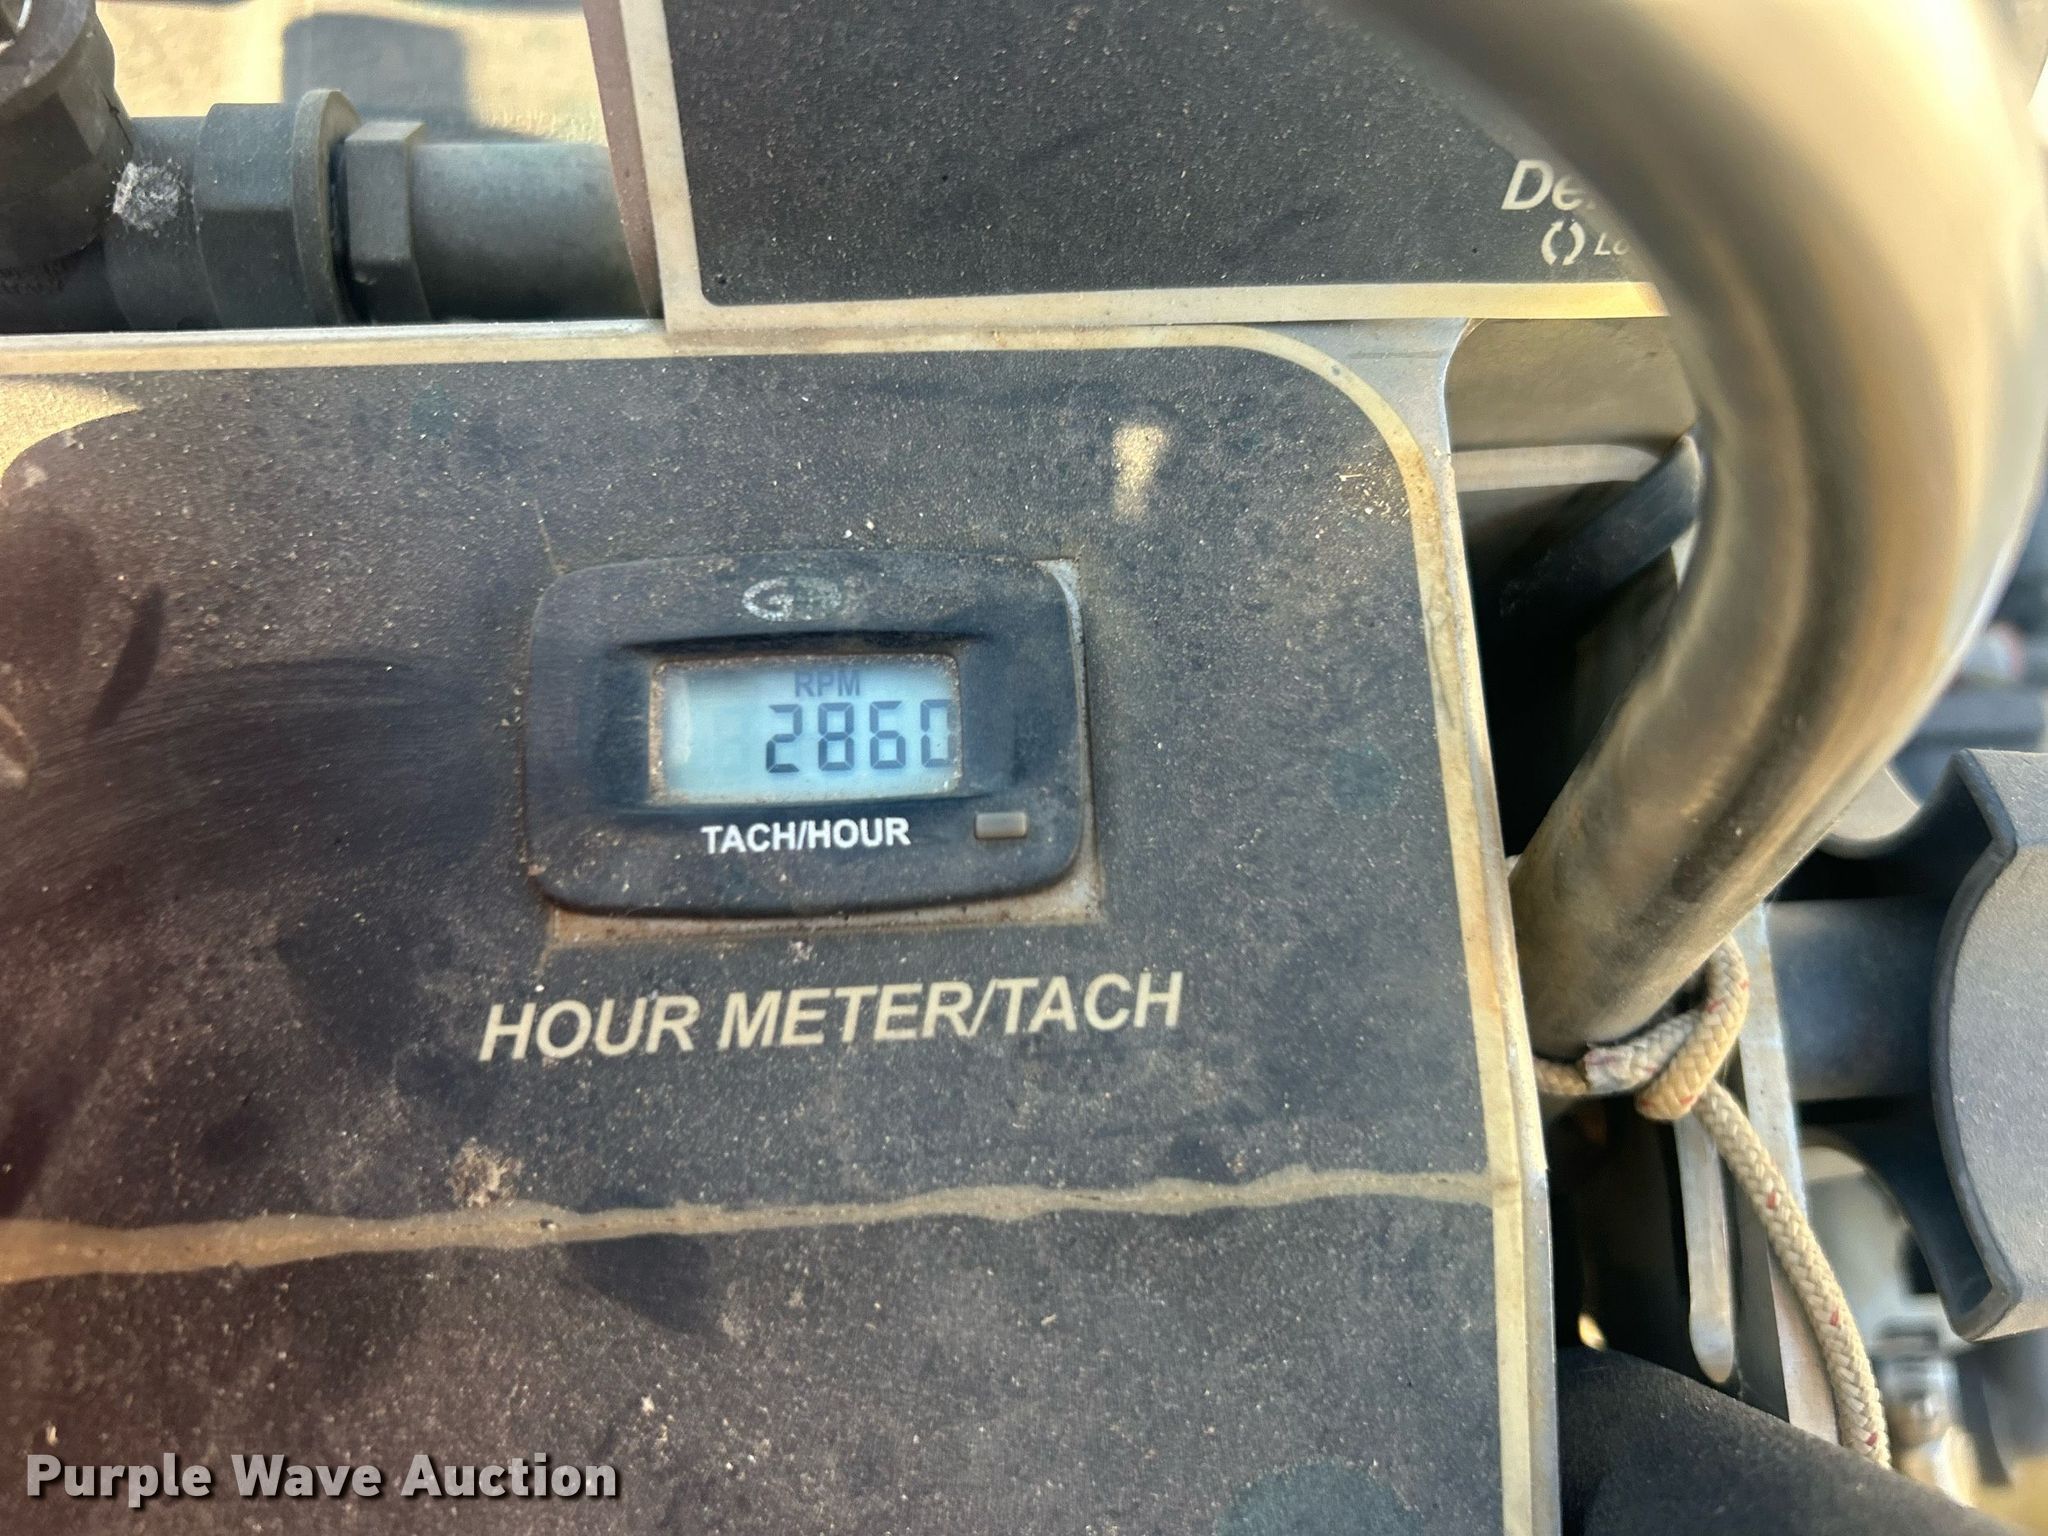 RPM
2860
TACH/HOUR
HOUR METER/TACH
Purple Wave Auction